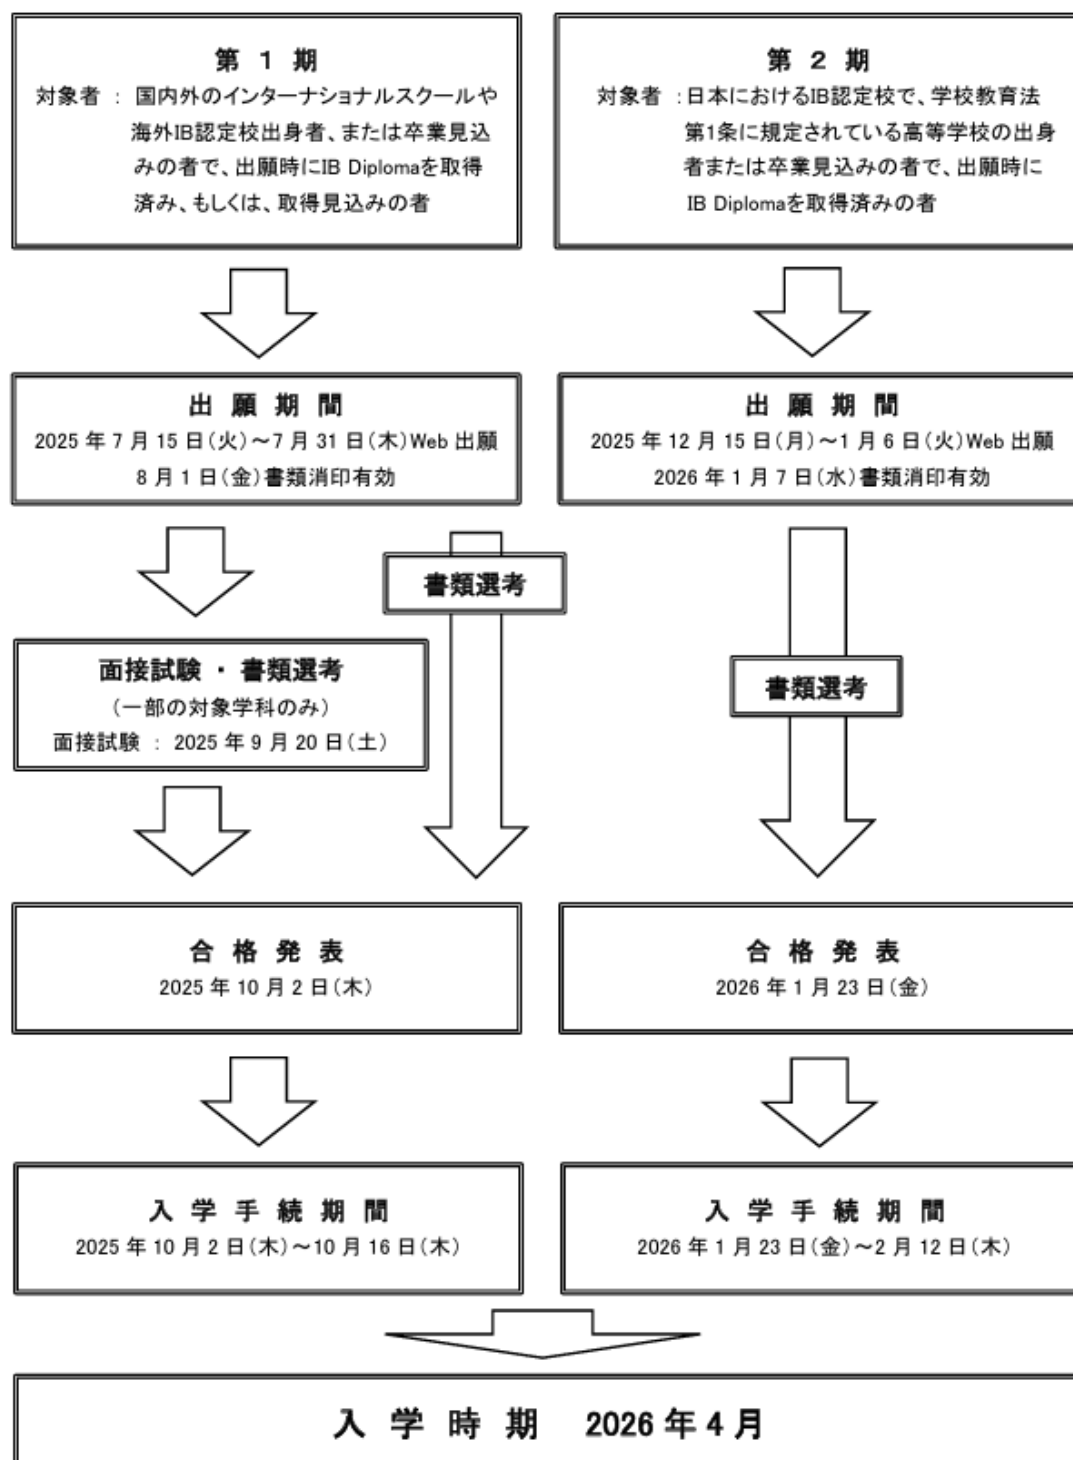 第 1 期
対象者 : 国内外のインターナショナルスクールや
海外IB認定校出身者、または卒業見込
みの者で、出願時にIB Diplomaを取得
済み、もしくは、取得見込みの者
第 2 期
対象者 :日本におけるIB認定校で、学校教育法
第1条に規定されている高等学校の出身
者または卒業見込みの者で、出願時に
IB Diplomaを取得済みの者
出 願 期 間
2025 年 7 月 15 日(火)～7 月 31 日(木)Web 出願
8 月 1 日(金)書類消印有効
出 願 期 間
2025 年 12 月 15 日(月)～1 月 6 日(火)Web 出願
2026 年 1 月 7 日(水)書類消印有効
書類選考
面接試験 ・ 書類選考
(一部の対象学科のみ)
面接試験 : 2025 年 9 月 20 日(土)
書類選考
合 格 発 表
2025 年 10 月 2 日(木)
合 格 発 表
2026 年 1 月 23 日(金)
入 学 手 続 期 間
2025 年 10 月 2 日(木)～10 月 16 日(木)
入 学 手 続 期 間
2026 年 1 月 23 日(金)～2 月 12 日(木)
入 学 時 期 2026 年 4 月